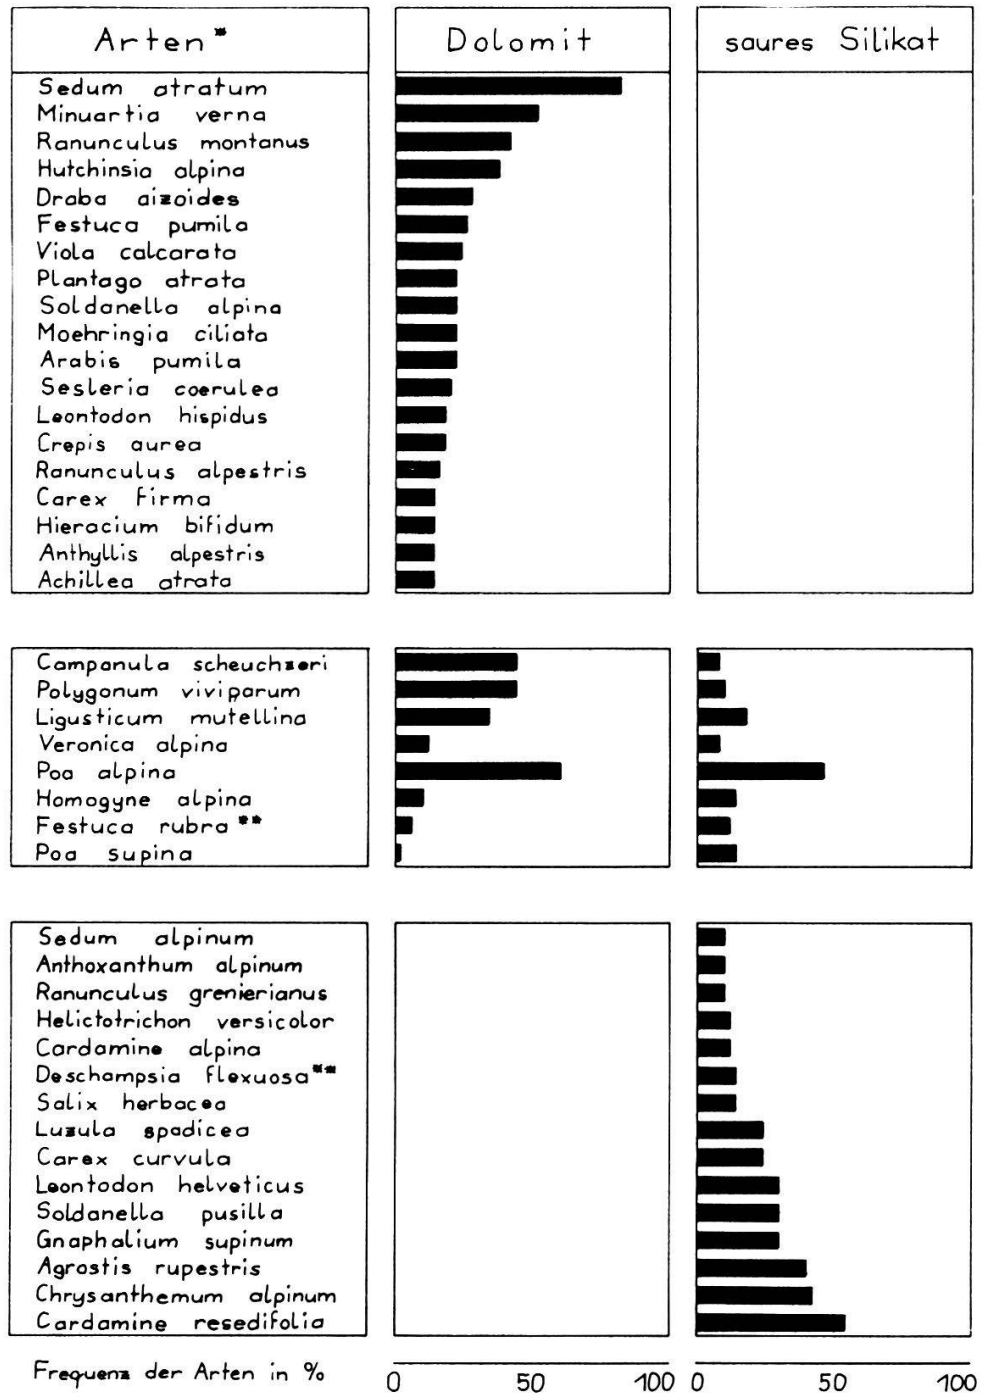 Arten*
Dolomit
saures Silikat
Sedum atratum
Minuartia verna
Ranunculus montanus
Hutchinsia alpina
Draba aizoides
Festuca pumila
Viola calcarata
Plantago atrata
Soldanella alpina
Moehringia ciliata
Arabis pumila
Sesleria coerulea
Leontodon hispidus
Crepis aurea
Ranunculus alpestris
Carex firma
Hieracium bifidum
Anthyllis alpestris
Achillea atrata
Campanula scheuchzeri
Polygonum viviparum
Ligusticum mutellina
Veronica alpina
Poa alpina
Homogyne alpina
Festuca rubra**
Poa supina
Sedum alpinum
Anthoxanthum alpinum
Ranunculus grenierianus
Helictotrichon versicolor
Cardamine alpina
Deschampsia flexuosa**
Salix herbacea
Luzula spadicea
Carex curvula
Leontodon helveticus
Soldanella pusilla
Gnaphalium supinum
Agrostis rupestris
Chrysanthemum alpinum
Cardamine resedifolia
Frequenz der Arten in %
0 50 100
0 50 100